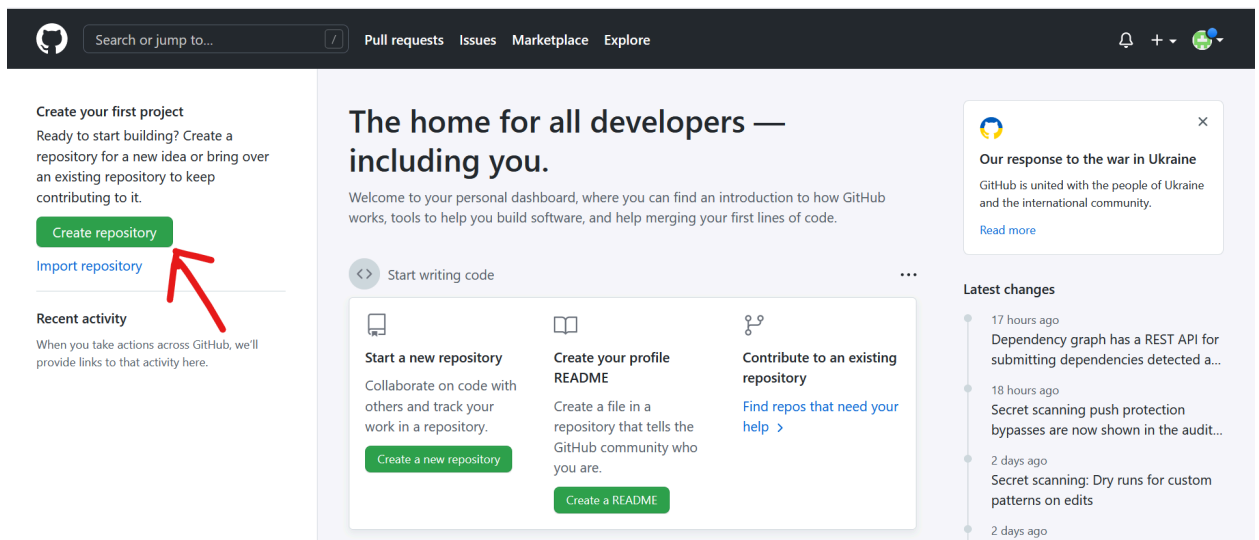 Search or jump to...
/
Pull requests
Issues
Marketplace
Explore
Create your first project
Ready to start building? Create a
repository for a new idea or bring over
an existing repository to keep
contributing to it.
Create repository
Import repository
Recent activity
When you take actions across GitHub, we'll
provide links to that activity here.
The home for all developers —
including you.
Welcome to your personal dashboard, where you can find an introduction to how GitHub
works, tools to help you build software, and help merging your first lines of code.
<> Start writing code
...
Start a new repository
Collaborate on code with
others and track your
work in a repository.
Create a new repository
Create your profile
README
Create a file in a
repository that tells the
GitHub community who
you are.
Create a README
Contribute to an existing
repository
Find repos that need your
help >
Our response to the war in Ukraine
GitHub is united with the people of Ukraine
and the international community.
Read more
Latest changes
17 hours ago
Dependency graph has a REST API for
submitting dependencies detected a...
18 hours ago
Secret scanning push protection
bypasses are now shown in the audit...
2 days ago
Secret scanning: Dry runs for custom
patterns on edits
2 days ago